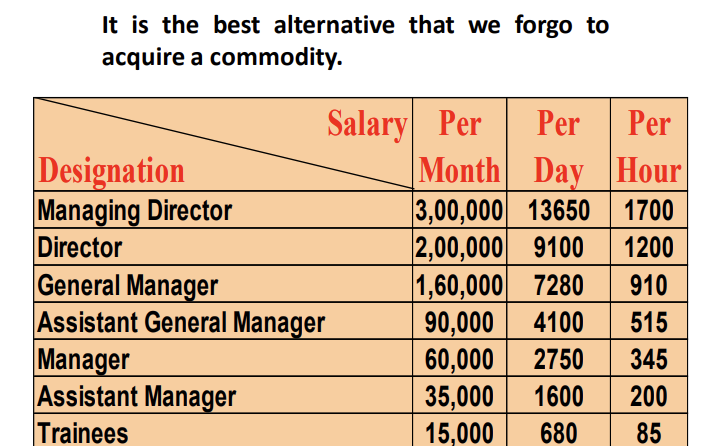 It is the best alternative that we forgo to
acquire a commodity.
Salary Per Per Per
Designation Month Day Hour
Managing Director 3,00,000 13650 1700
Director 2,00,000 9100 1200
General Manager 1,60,000 7280 910
Assistant General Manager 90,000 4100 515
Manager 60,000 2750 345
Assistant Manager 35,000 1600 200
Trainees 15,000 680 85